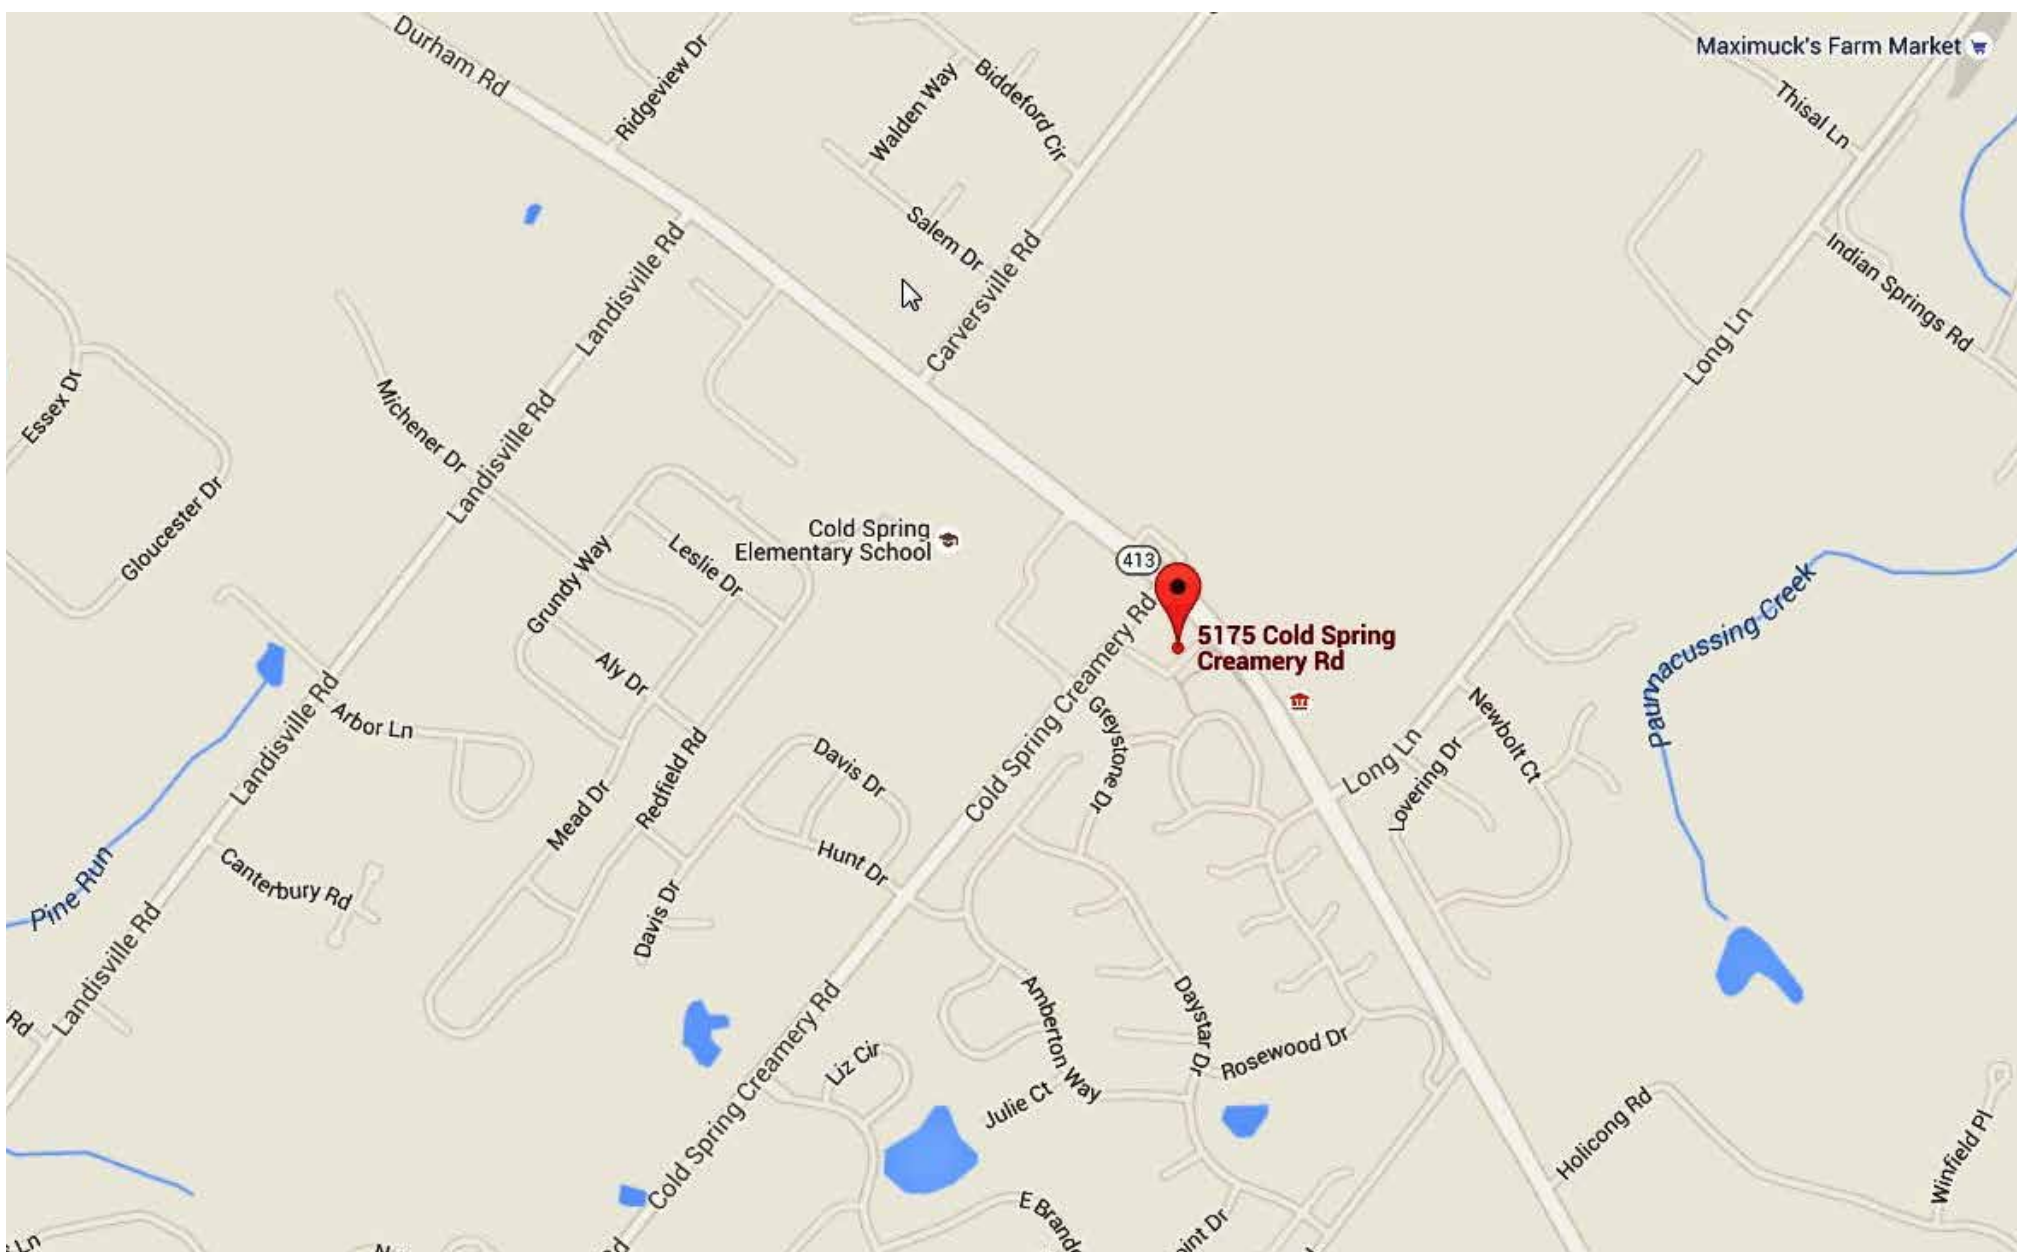 Durham Rd
Ridgeview Dr
Walden Way
Biddeford Cir
Maximuck's Farm Market
Thisal Ln
Salem Dr
Carversville Rd
Landisville Rd
Indian Springs Rd
Long Ln
Essex Dr
Michener Dr
Landisville Rd
Gloucester Dr
Cold Spring
Elementary School
Leslie Dr
Grundy Way
413
5175 Cold Spring
Creamery Rd
Cold Spring Creamery Rd
Paunnacussing Creek
Aly Dr
Landisville Rd
Arbor Ln
Greystone Dr
Newbolt Ct
Long Ln
Lovering Dr
Redfield Rd
Davis Dr
Mead Dr
Hunt Dr
Pine Run
Canterbury Rd
Davis Dr
Landisville Rd
Rd
Amberton Way
Daystar Dr
Rosewood Dr
Cold Spring Creamery Rd
Liz Cir
Julie Ct
Holicong Rd
Winfield Pl
E Brando
int Dr
Ln
Rd